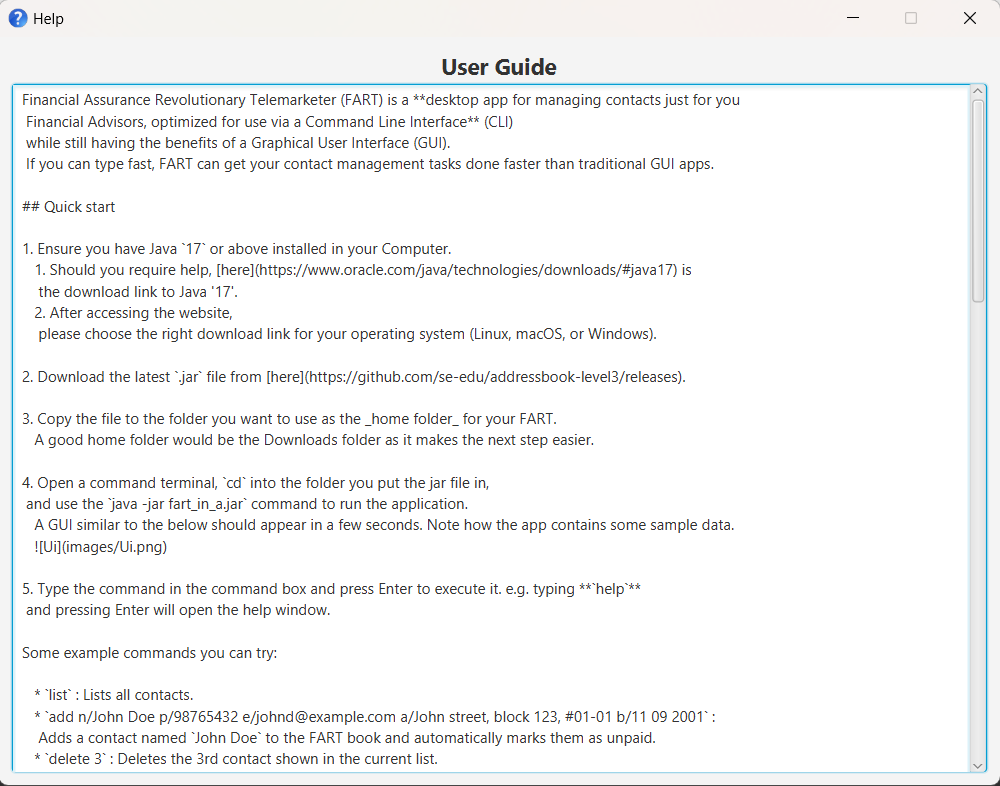 Help
User Guide
Financial Assurance Revolutionary Telemarketer (FART) is a **desktop app for managing contacts just for you
Financial Advisors, optimized for use via a Command Line Interface** (CLI)
while still having the benefits of a Graphical User Interface (GUI).
If you can type fast, FART can get your contact management tasks done faster than traditional GUI apps.
## Quick start
1. Ensure you have Java `17` or above installed in your Computer.
1. Should you require help, [here](https://www.oracle.com/java/technologies/downloads/#java17) is
the download link to Java '17'.
2. After accessing the website,
please choose the right download link for your operating system (Linux, macOS, or Windows).
2. Download the latest `.jar` file from [here](https://github.com/se-edu/addressbook-level3/releases).
3. Copy the file to the folder you want to use as the _home folder_ for your FART.
A good home folder would be the Downloads folder as it makes the next step easier.
4. Open a command terminal, `cd` into the folder you put the jar file in,
and use the `java -jar fart_in_a.jar` command to run the application.
A GUI similar to the below should appear in a few seconds. Note how the app contains some sample data.
![Ui](images/Ui.png)
5. Type the command in the command box and press Enter to execute it. e.g. typing **`help`**
and pressing Enter will open the help window.
Some example commands you can try:
* `list` : Lists all contacts.
* `add n/John Doe p/98765432 e/johnd@example.com a/John street, block 123, #01-01 b/11 09 2001` :
Adds a contact named `John Doe` to the FART book and automatically marks them as unpaid.
* `delete 3` : Deletes the 3rd contact shown in the current list.